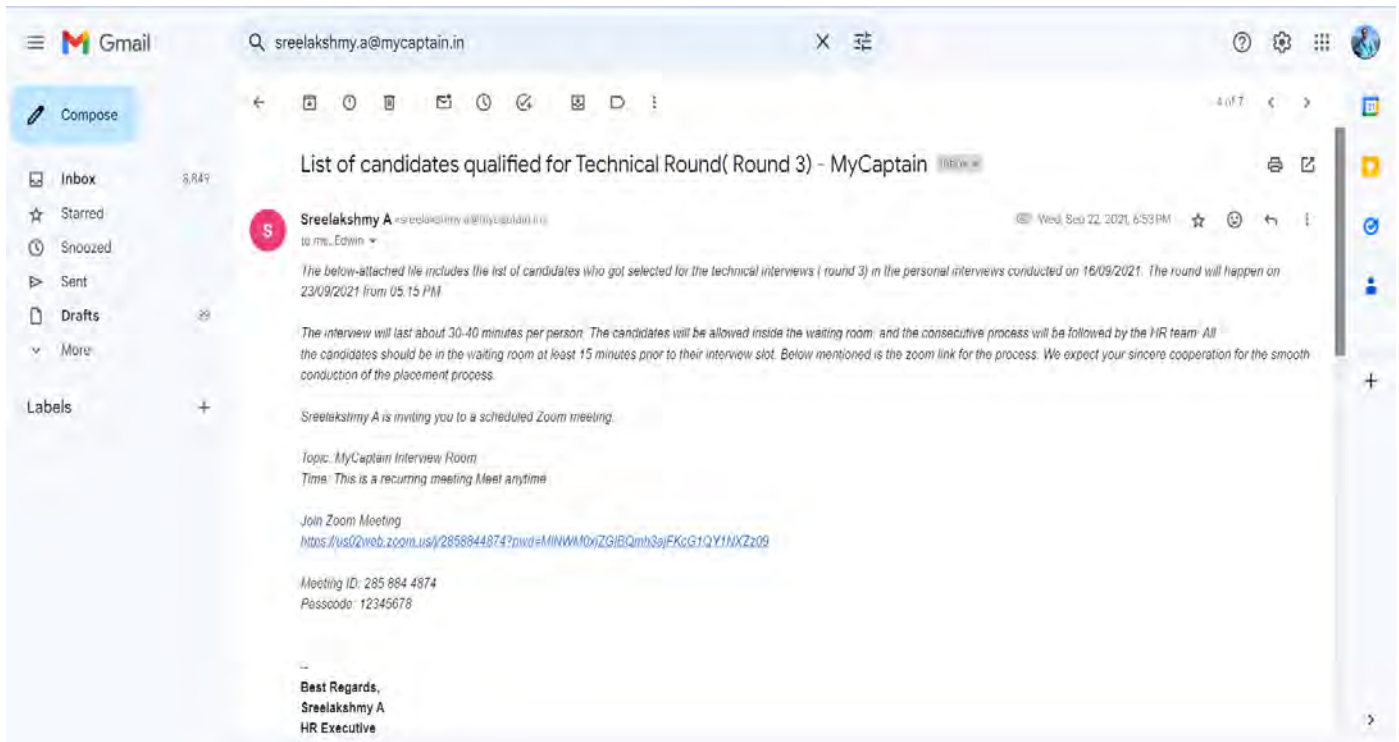 Gmail
sreelakshmy.a@mycaptain.in
Compose
4 of 7
List of candidates qualified for Technical Round( Round 3) - MyCaptain Inbox
Inbox 8,849
Starred
Snoozed
Sent
Drafts 29
More
Labels
S
Sreelakshmy A <sreelakshmy.a@mycaptain.in>
Wed, Sep 22, 2021, 6:53 PM
to me, Edwin
The below-attached file includes the list of candidates who got selected for the technical interviews ( round 3) in the personal interviews conducted on 16/09/2021. The round will happen on
23/09/2021 from 05.15 PM
The interview will last about 30-40 minutes per person. The candidates will be allowed inside the waiting room, and the consecutive process will be followed by the HR team. All
the candidates should be in the waiting room at least 15 minutes prior to their interview slot. Below mentioned is the zoom link for the process. We expect your sincere cooperation for the smooth
conduction of the placement process.
Sreelakshmy A is inviting you to a scheduled Zoom meeting.
Topic: MyCaptain Interview Room
Time: This is a recurring meeting Meet anytime
Join Zoom Meeting
Meeting ID: 285 884 4874
Passcode: 12345678
--
Best Regards,
Sreelakshmy A
HR Executive